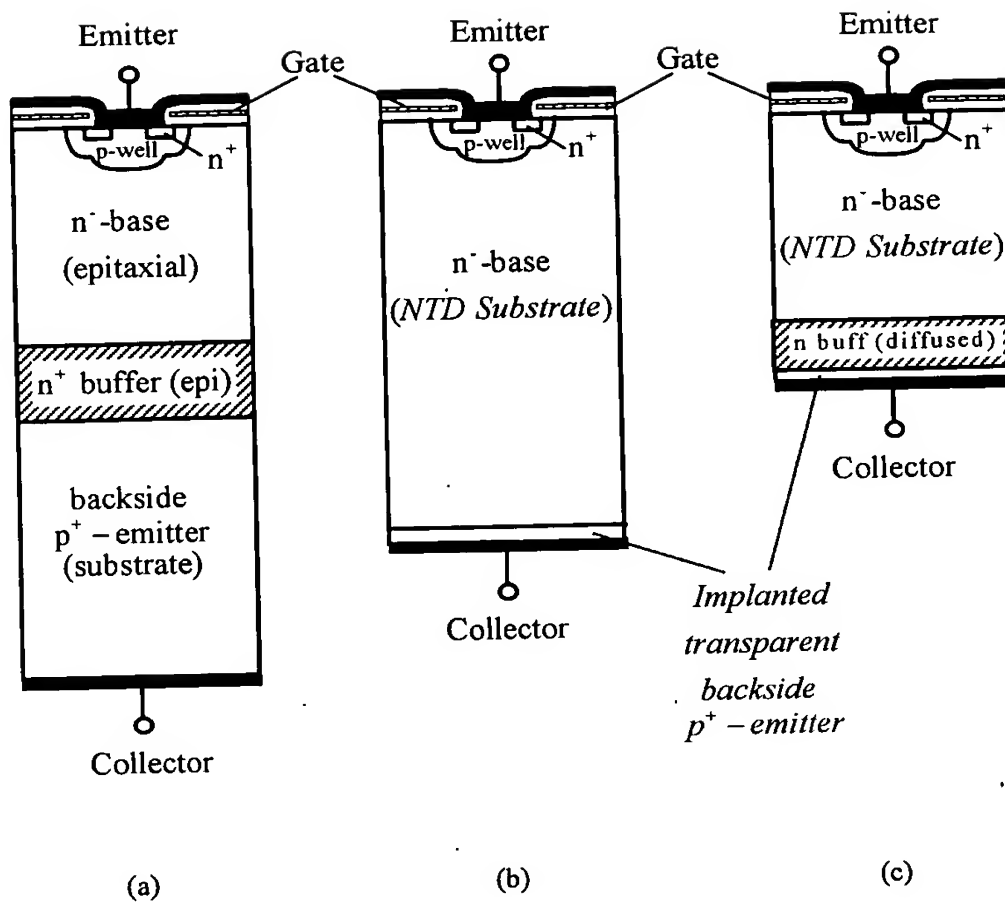 Emitter
Gate
p-well
n+
n⁻-base
(epitaxial)
n+ buffer (epi)
backside
p+ – emitter
(substrate)
Collector
(a)
Emitter
p-well
n+
n⁻-base
(NTD Substrate)
Collector
(b)
Emitter
Gate
p-well
n+
n⁻-base
(NTD Substrate)
n buff (diffused)
Collector
Implanted
transparent
backside
p+ – emitter
(c)